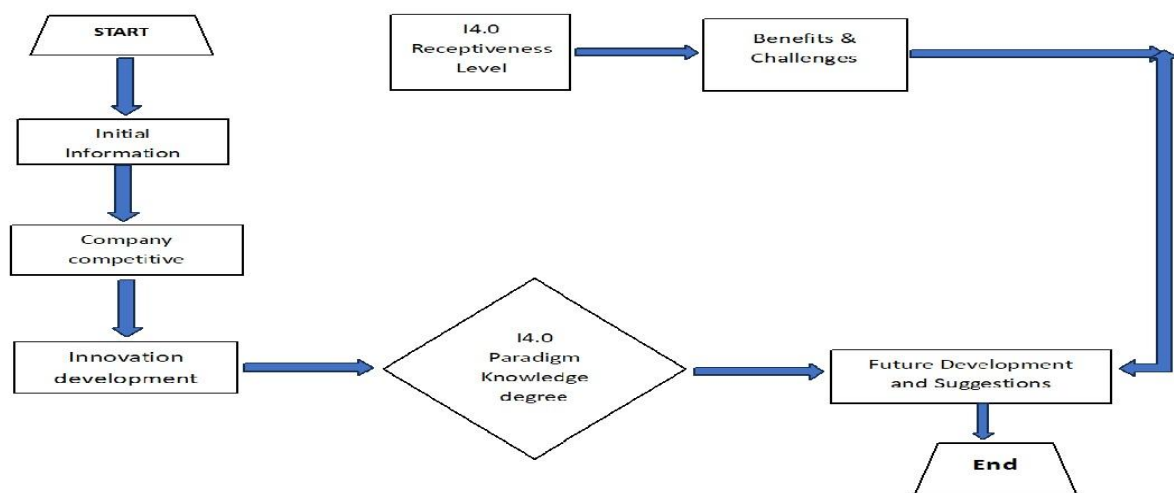 START
Initial
Information
Company
competitive
Innovation
development
I4.0
Paradigm
Knowledge
degree
I4.0
Receptiveness
Level
Benefits &
Challenges
Future Development
and Suggestions
End